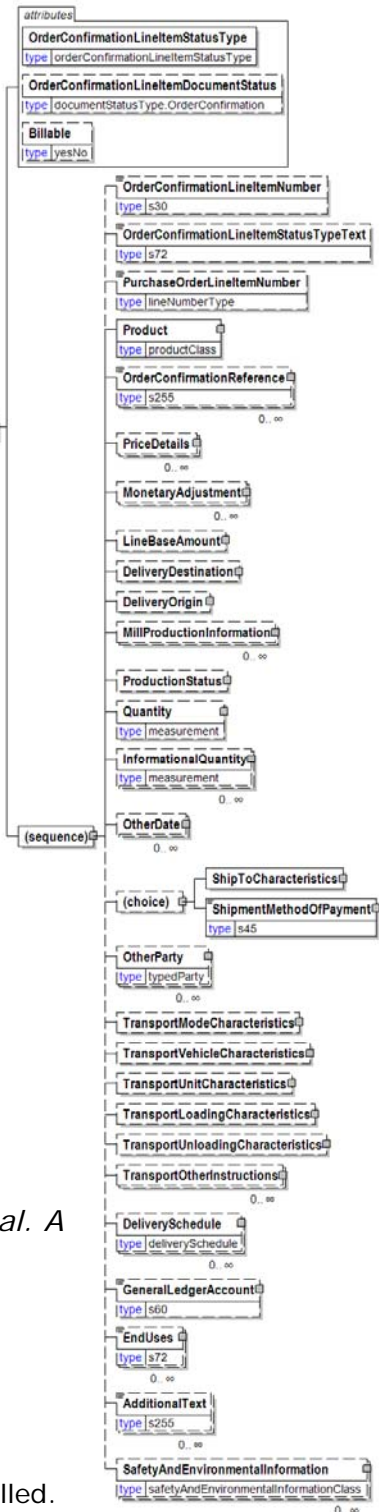 attributes
OrderConfirmationLineItemStatusType
type orderConfirmationLineItemStatusType
OrderConfirmationLineItemDocumentStatus
type documentStatusType.OrderConfirmation
Billable
type yesNo
OrderConfirmationLineItemNumber
type s30
OrderConfirmationLineItemStatusTypeText
type s72
PurchaseOrderLineItemNumber
type lineNumberType
Product
type productClass
OrderConfirmationReference
type s255
0.. ∞
PriceDetails
0.. ∞
MonetaryAdjustment
0.. ∞
LineBaseAmount
DeliveryDestination
DeliveryOrigin
MillProductionInformation
0.. ∞
ProductionStatus
Quantity
type measurement
InformationalQuantity
type measurement
0.. ∞
(sequence)
OtherDate
0.. ∞
(choice)
ShipToCharacteristics
ShipmentMethodOfPayment
type s45
OtherParty
type typedParty
0.. ∞
TransportModeCharacteristics
TransportVehicleCharacteristics
TransportUnitCharacteristics
TransportLoadingCharacteristics
TransportUnloadingCharacteristics
TransportOtherInstructions
0.. ∞
al. A
DeliverySchedule
type deliverySchedule
0.. ∞
GeneralLedgerAccount
type s60
EndUses
type s72
0.. ∞
AdditionalText
type s255
0.. ∞
lled.
SafetyAndEnvironmentalInformation
type safetyAndEnvironmentalInformationClass
0.. ∞